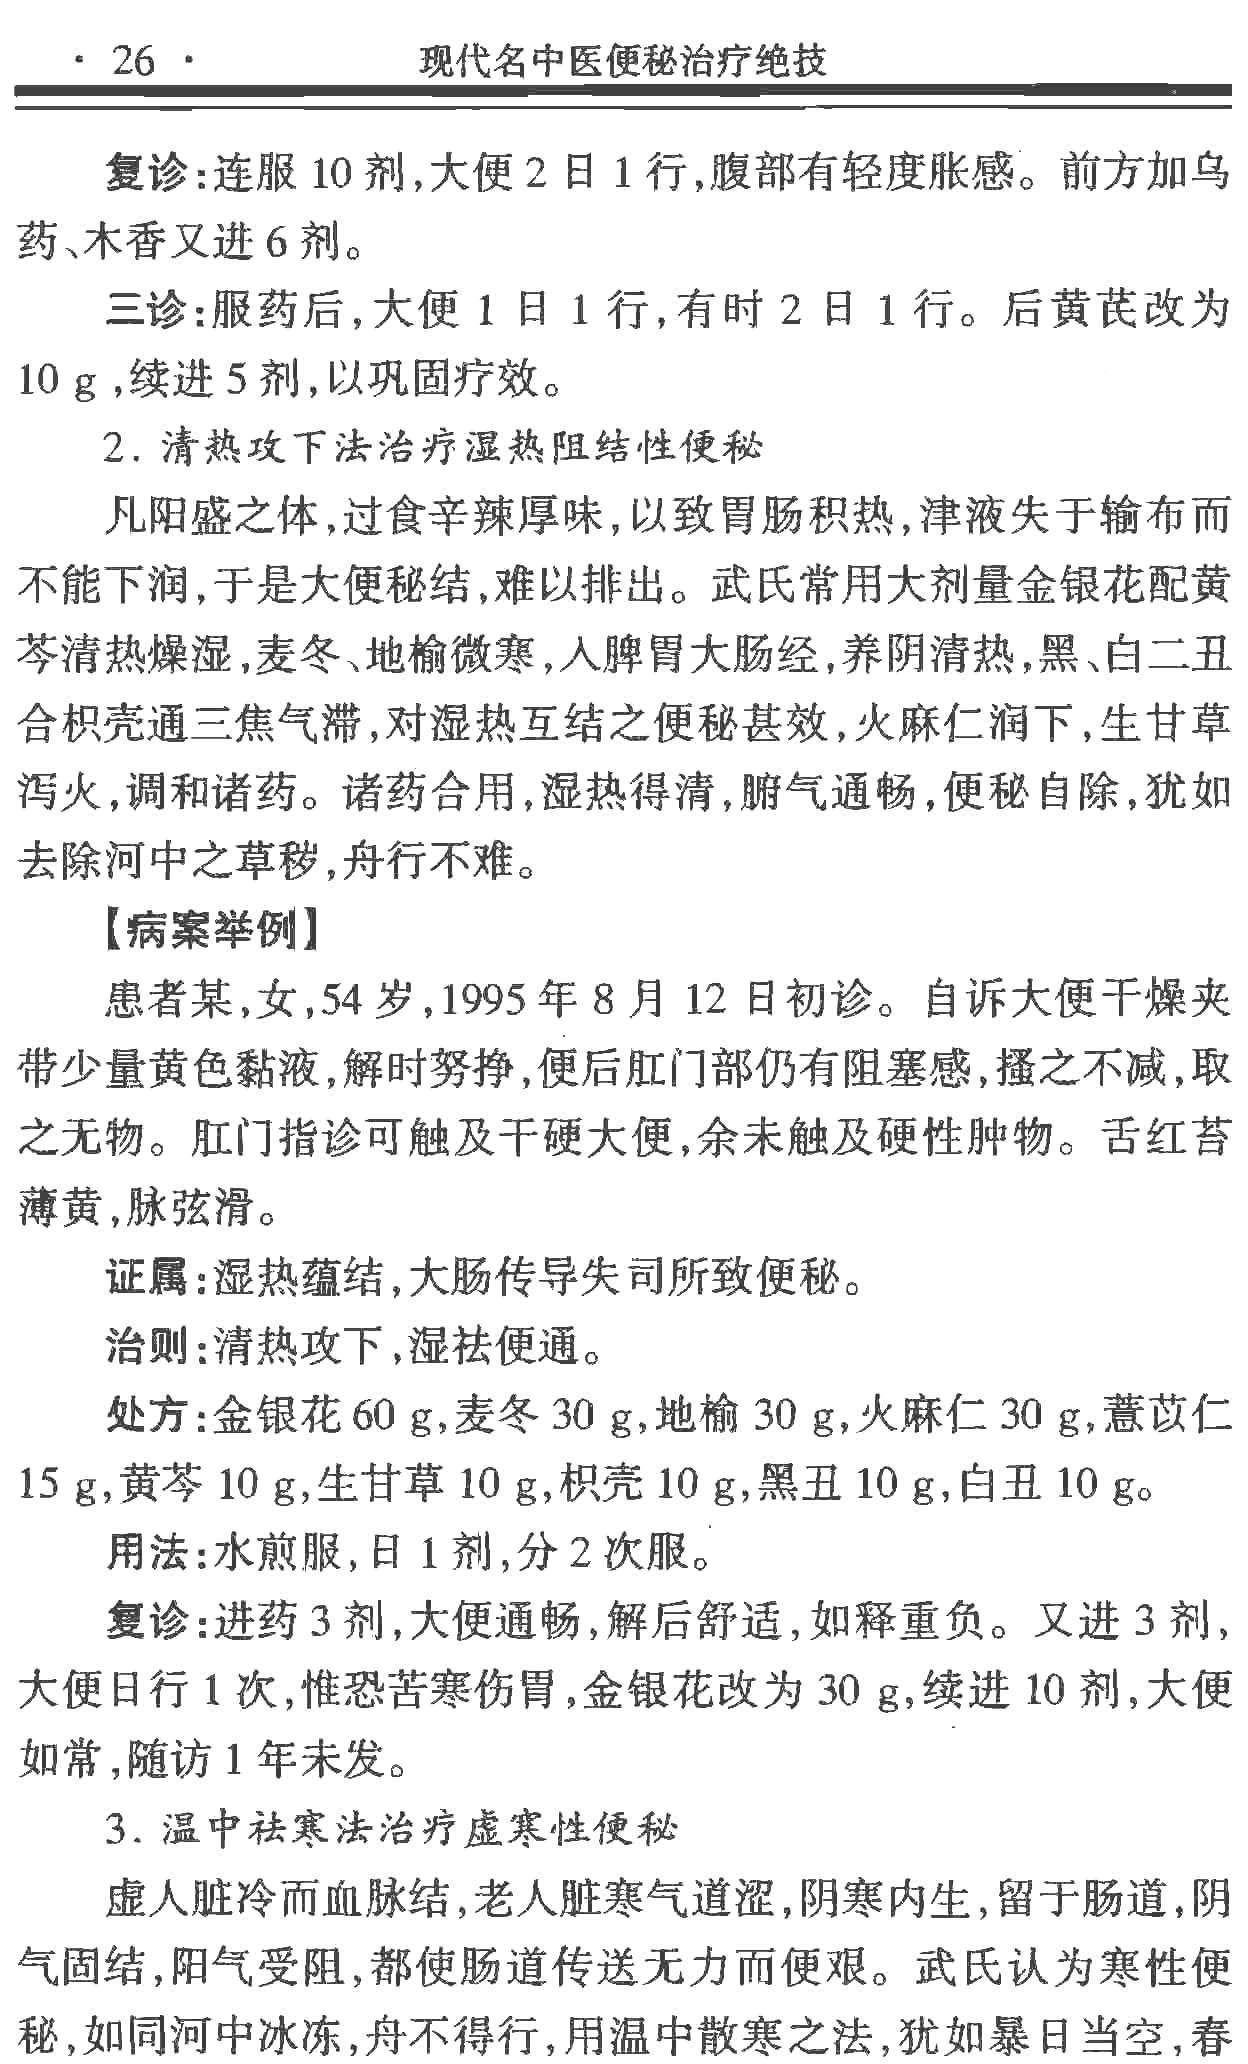 · 26 ·　现代名中医便秘治疗绝技
复诊:连服 10 剂,大便 2 日 1 行,腹部有轻度胀感。前方加乌
药、木香又进 6 剂。
三诊:服药后,大便 1 日 1 行,有时 2 日 1 行。后黄芪改为
10 g,续进 5 剂,以巩固疗效。
2. 清热攻下法治疗湿热阻结性便秘
凡阳盛之体,过食辛辣厚味,以致胃肠积热,津液失于输布而
不能下润,于是大便秘结,难以排出。武氏常用大剂量金银花配黄
芩清热燥湿,麦冬、地榆微寒,入脾胃大肠经,养阴清热,黑、白二丑
合枳壳通三焦气滞,对湿热互结之便秘甚效,火麻仁润下,生甘草
泻火,调和诸药。诸药合用,湿热得清,腑气通畅,便秘自除,犹如
去除河中之草秽,舟行不难。
【病案举例】
患者某,女,54 岁,1995 年 8 月 12 日初诊。自诉大便干燥夹
带少量黄色黏液,解时努挣,便后肛门部仍有阻塞感,搔之不减,取
之无物。肛门指诊可触及干硬大便,余未触及硬性肿物。舌红苔
薄黄,脉弦滑。
证属:湿热蕴结,大肠传导失司所致便秘。
治则:清热攻下,湿祛便通。
处方:金银花 60 g,麦冬 30 g,地榆 30 g,火麻仁 30 g,薏苡仁
15 g,黄芩 10 g,生甘草 10 g,枳壳 10 g,黑丑 10 g,白丑 10 g。
用法:水煎服,日 1 剂,分 2 次服。
复诊:进药 3 剂,大便通畅,解后舒适,如释重负。又进 3 剂,
大便日行 1 次,惟恐苦寒伤胃,金银花改为 30 g,续进 10 剂,大便
如常,随访 1 年未发。
3. 温中祛寒法治疗虚寒性便秘
虚人脏冷而血脉结,老人脏寒气道涩,阴寒内生,留于肠道,阴
气固结,阳气受阻,都使肠道传送无力而便艰。武氏认为寒性便
秘,如同河中冰冻,舟不得行,用温中散寒之法,犹如暴日当空,春